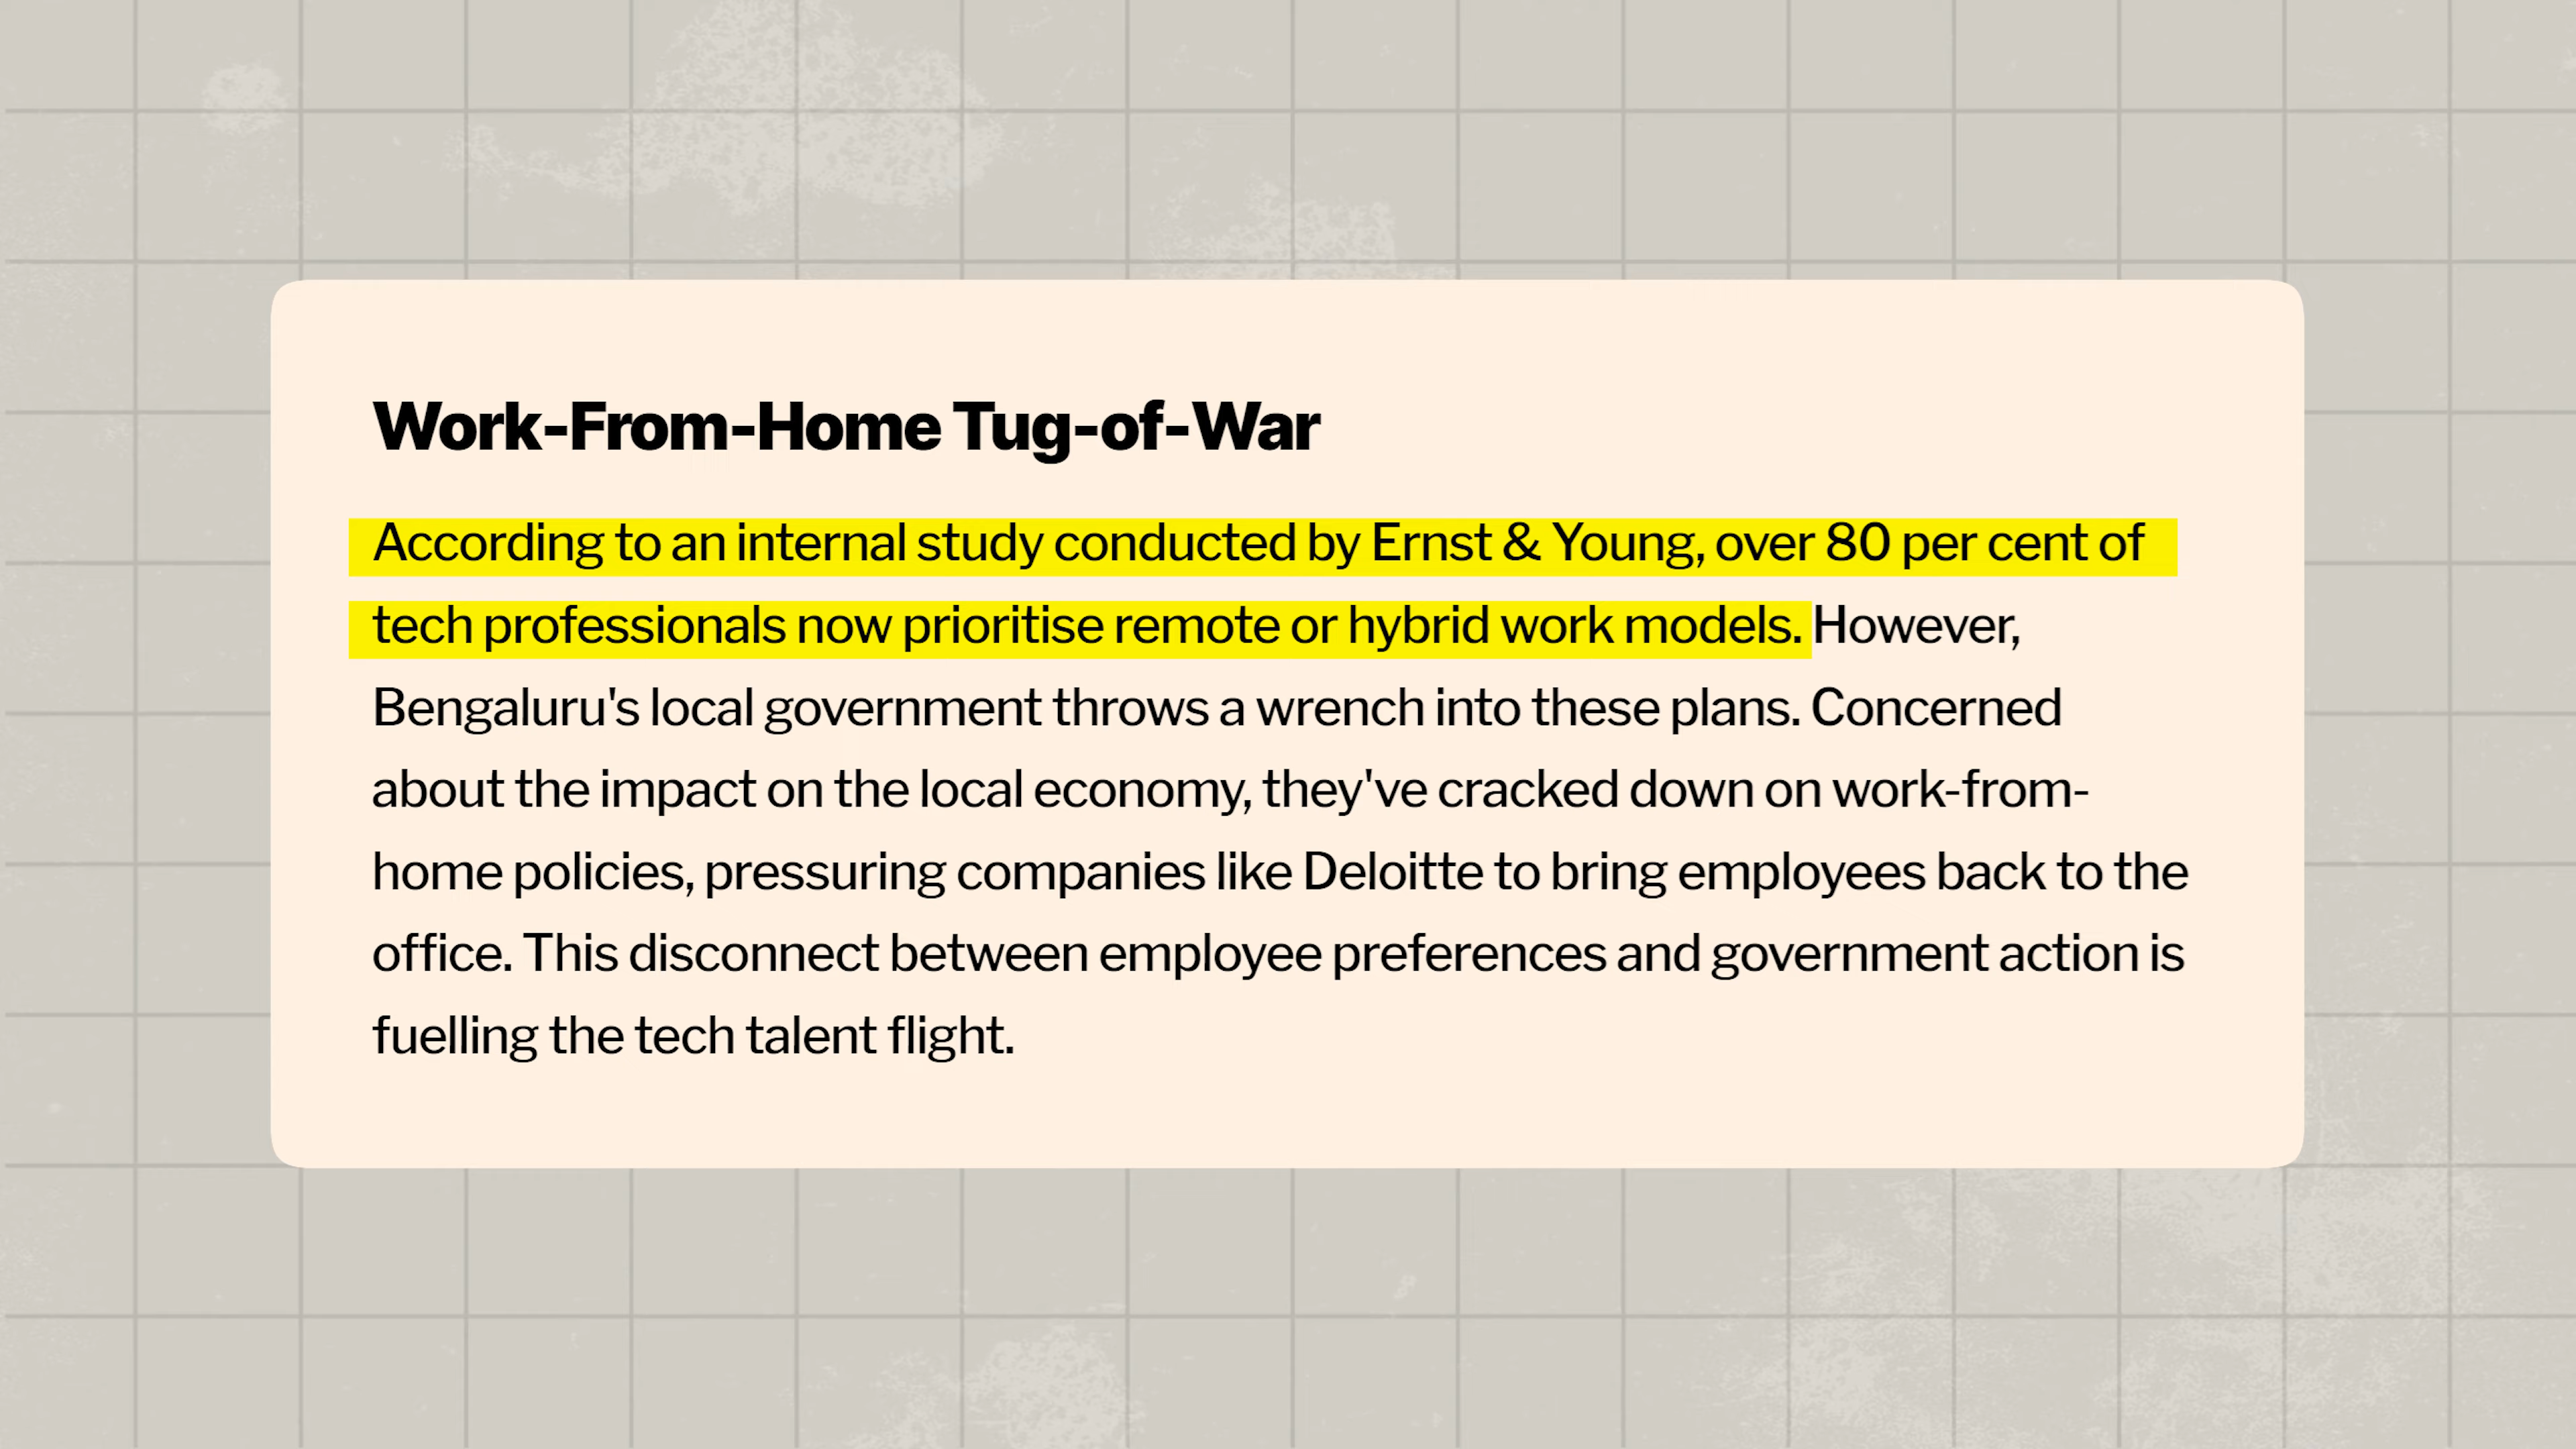 Work-From-Home Tug-of-War
According to an internal study conducted by Ernst & Young, over 80 per cent of
tech professionals now prioritise remote or hybrid work models. However,
Bengaluru's local government throws a wrench into these plans. Concerned
about the impact on the local economy, they've cracked down on work-from-
home policies, pressuring companies like Deloitte to bring employees back to the
office. This disconnect between employee preferences and government action is
fuelling the tech talent flight.